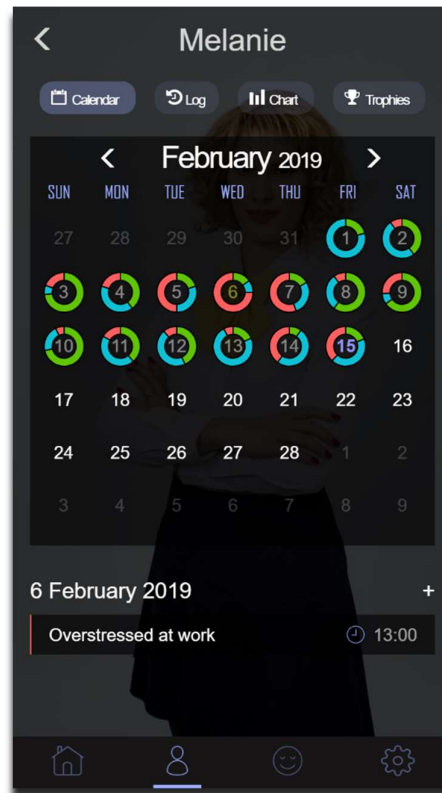 Melanie
Calendar Log Chart Trophies
February 2019
SUN MON TUE WED THU FRI SAT
27 28 29 30 31 1 2
3 4 5 6 7 8 9
10 11 12 13 14 15 16
17 18 19 20 21 22 23
24 25 26 27 28 1 2
3 4 5 6 7 8 9
6 February 2019 +
Overstressed at work 13:00